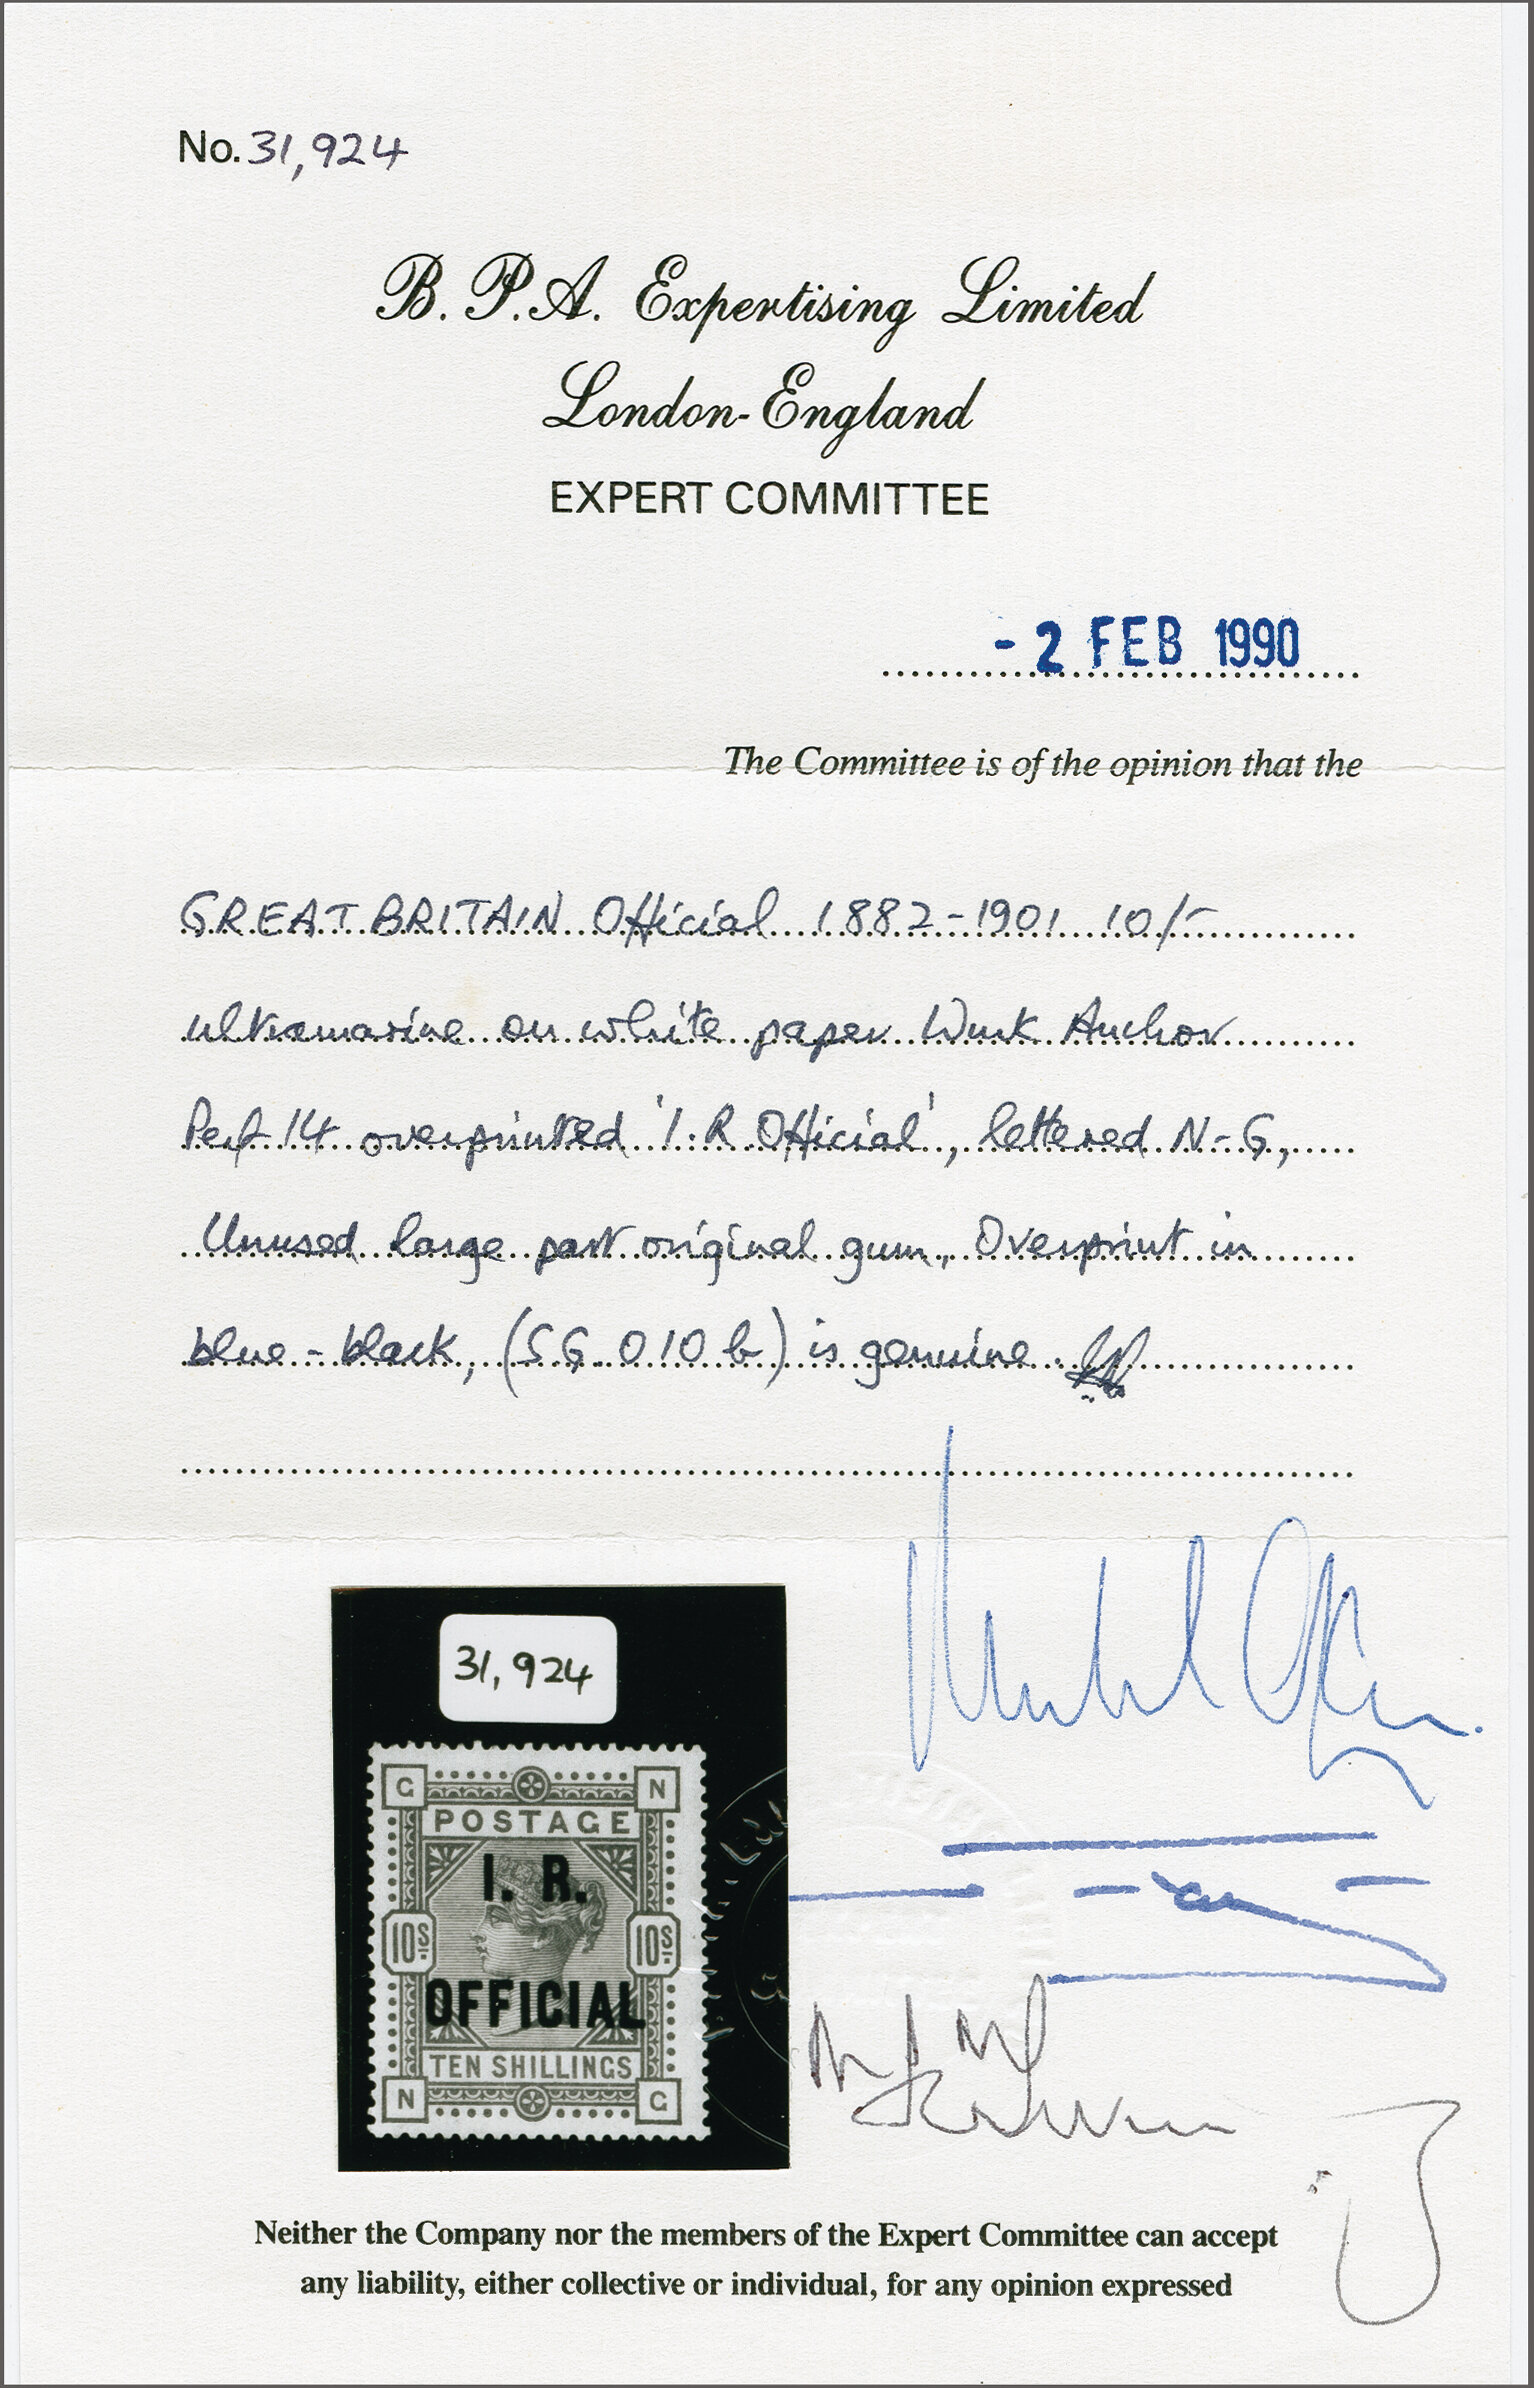 No. 31,924
B. P. A. Expertising Limited
London-England
EXPERT COMMITTEE
- 2 FEB 1990
The Committee is of the opinion that the
GREAT BRITAIN Official 1882-1901 10/-
ultramarine on white paper Wmk Anchor
Perf 14 overprinted 'I.R Official', lettered N-G,
Unused large part original gum, Overprint in
blue-black, (SG. O10b) is genuine.
31,924
G N
POSTAGE
I. R.
10S 10S
OFFICIAL
TEN SHILLINGS
N G
Neither the Company nor the members of the Expert Committee can accept
any liability, either collective or individual, for any opinion expressed